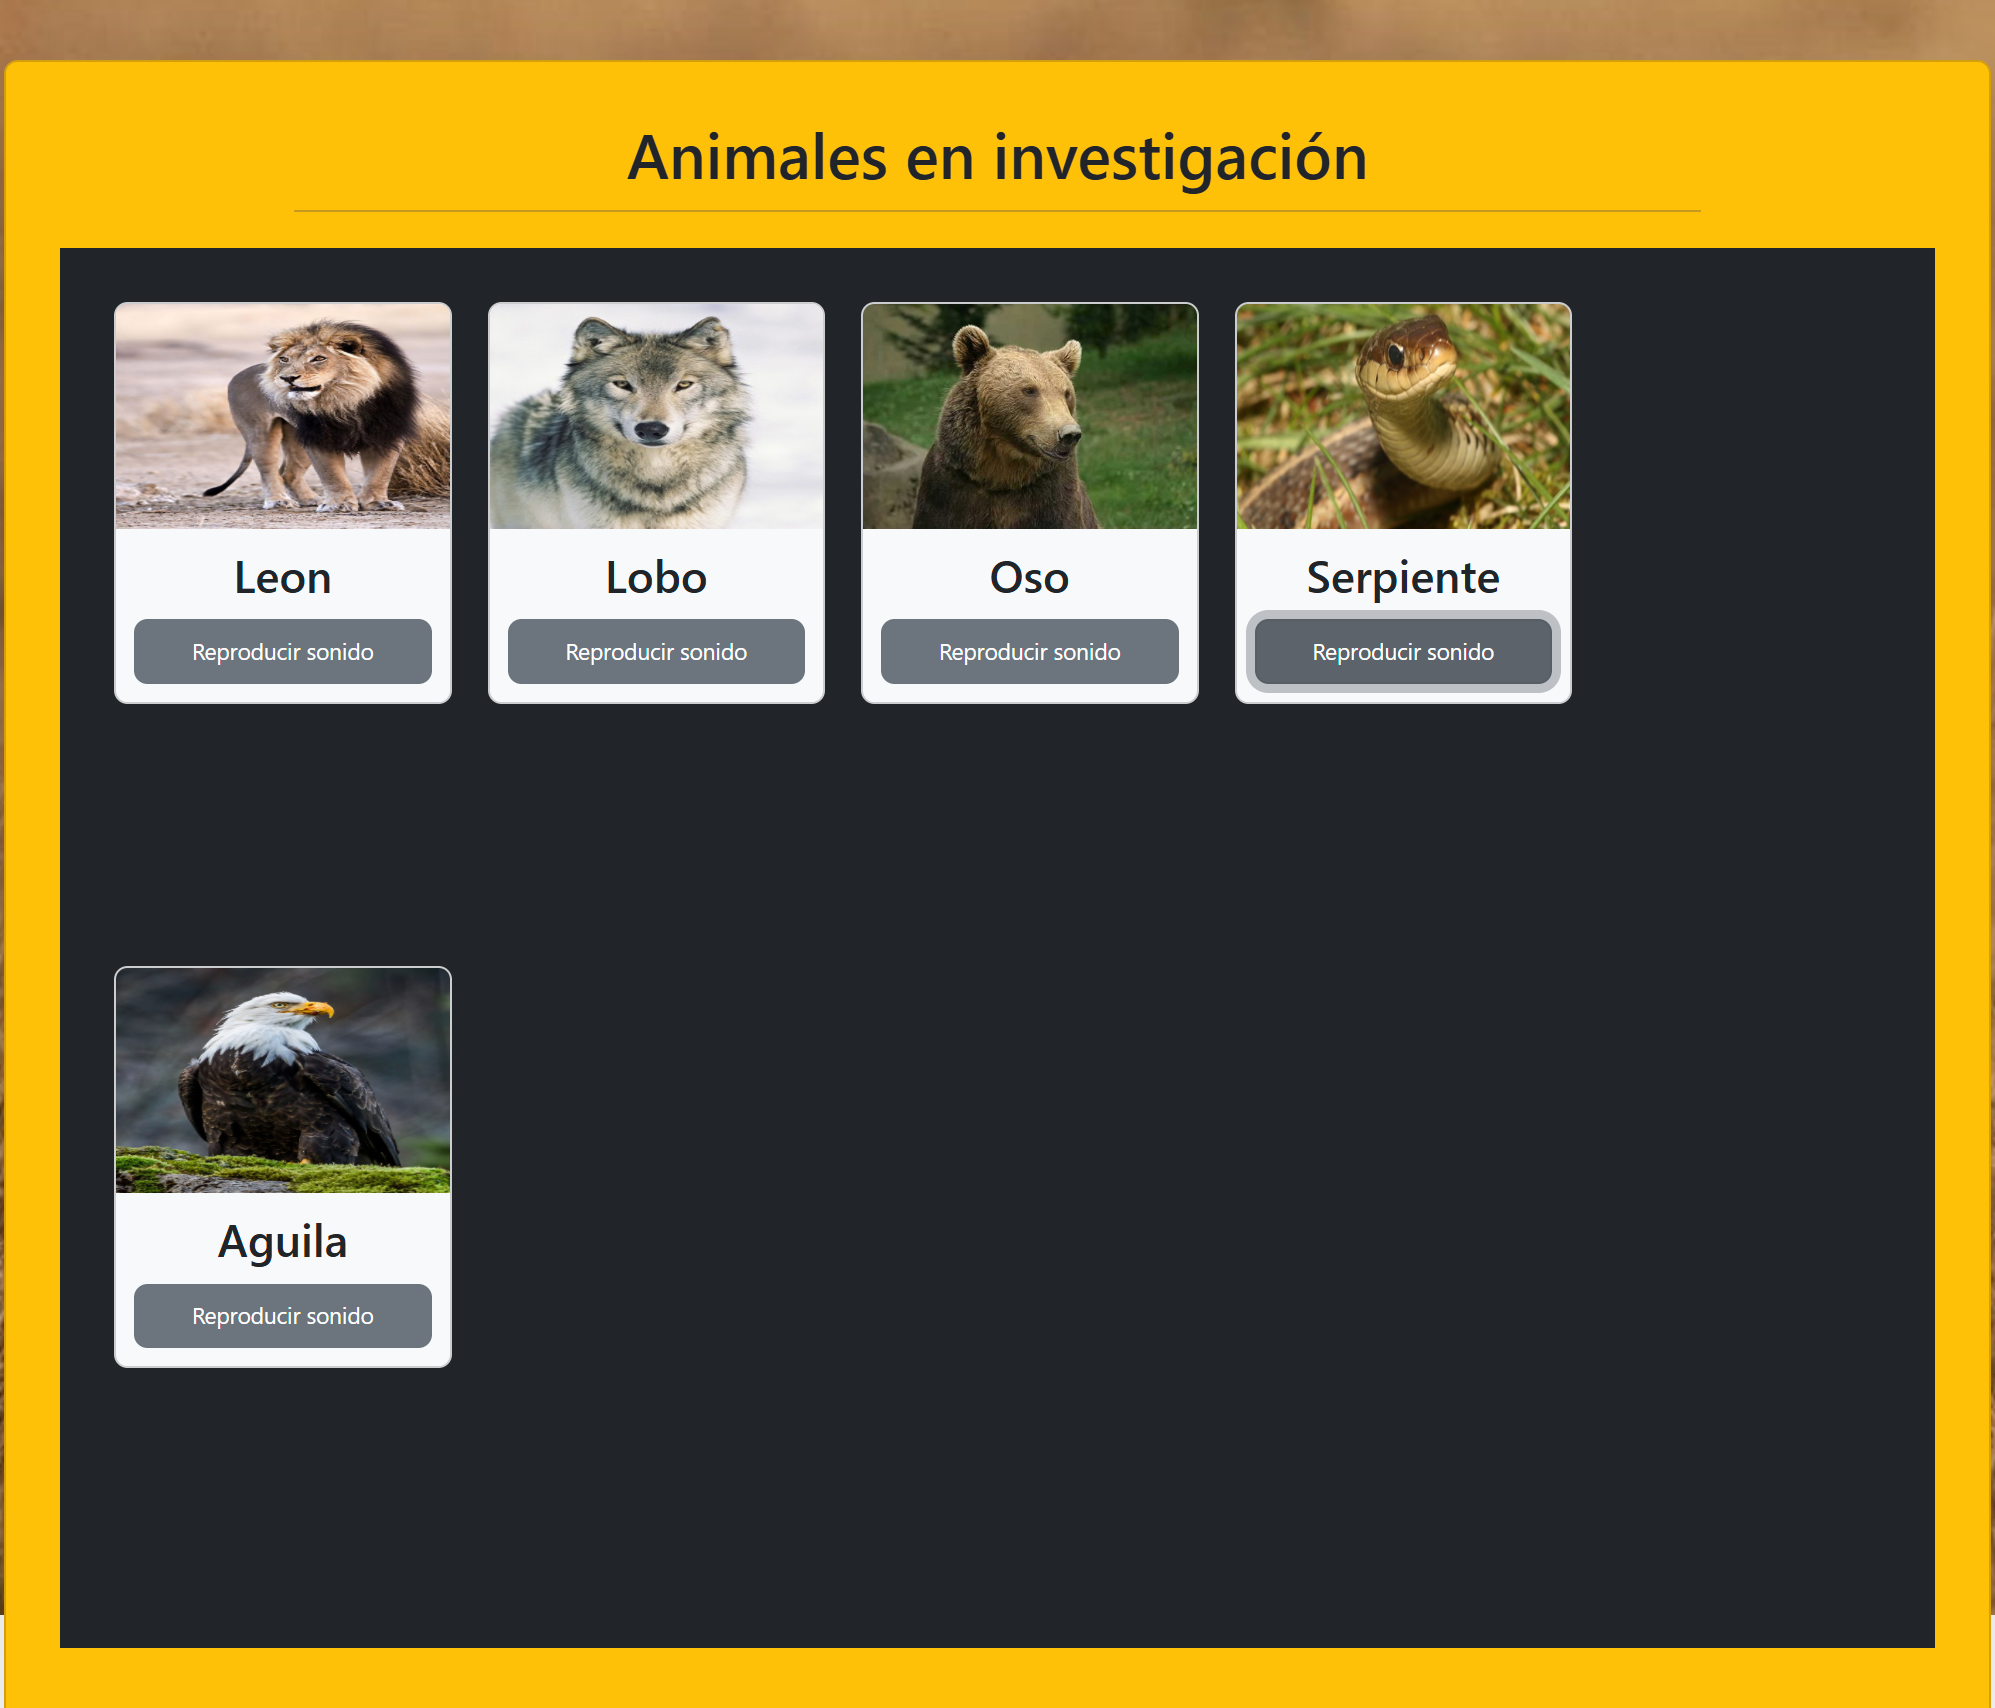 Animales en investigación
Leon
Reproducir sonido
Lobo
Reproducir sonido
Oso
Reproducir sonido
Serpiente
Reproducir sonido
Aguila
Reproducir sonido